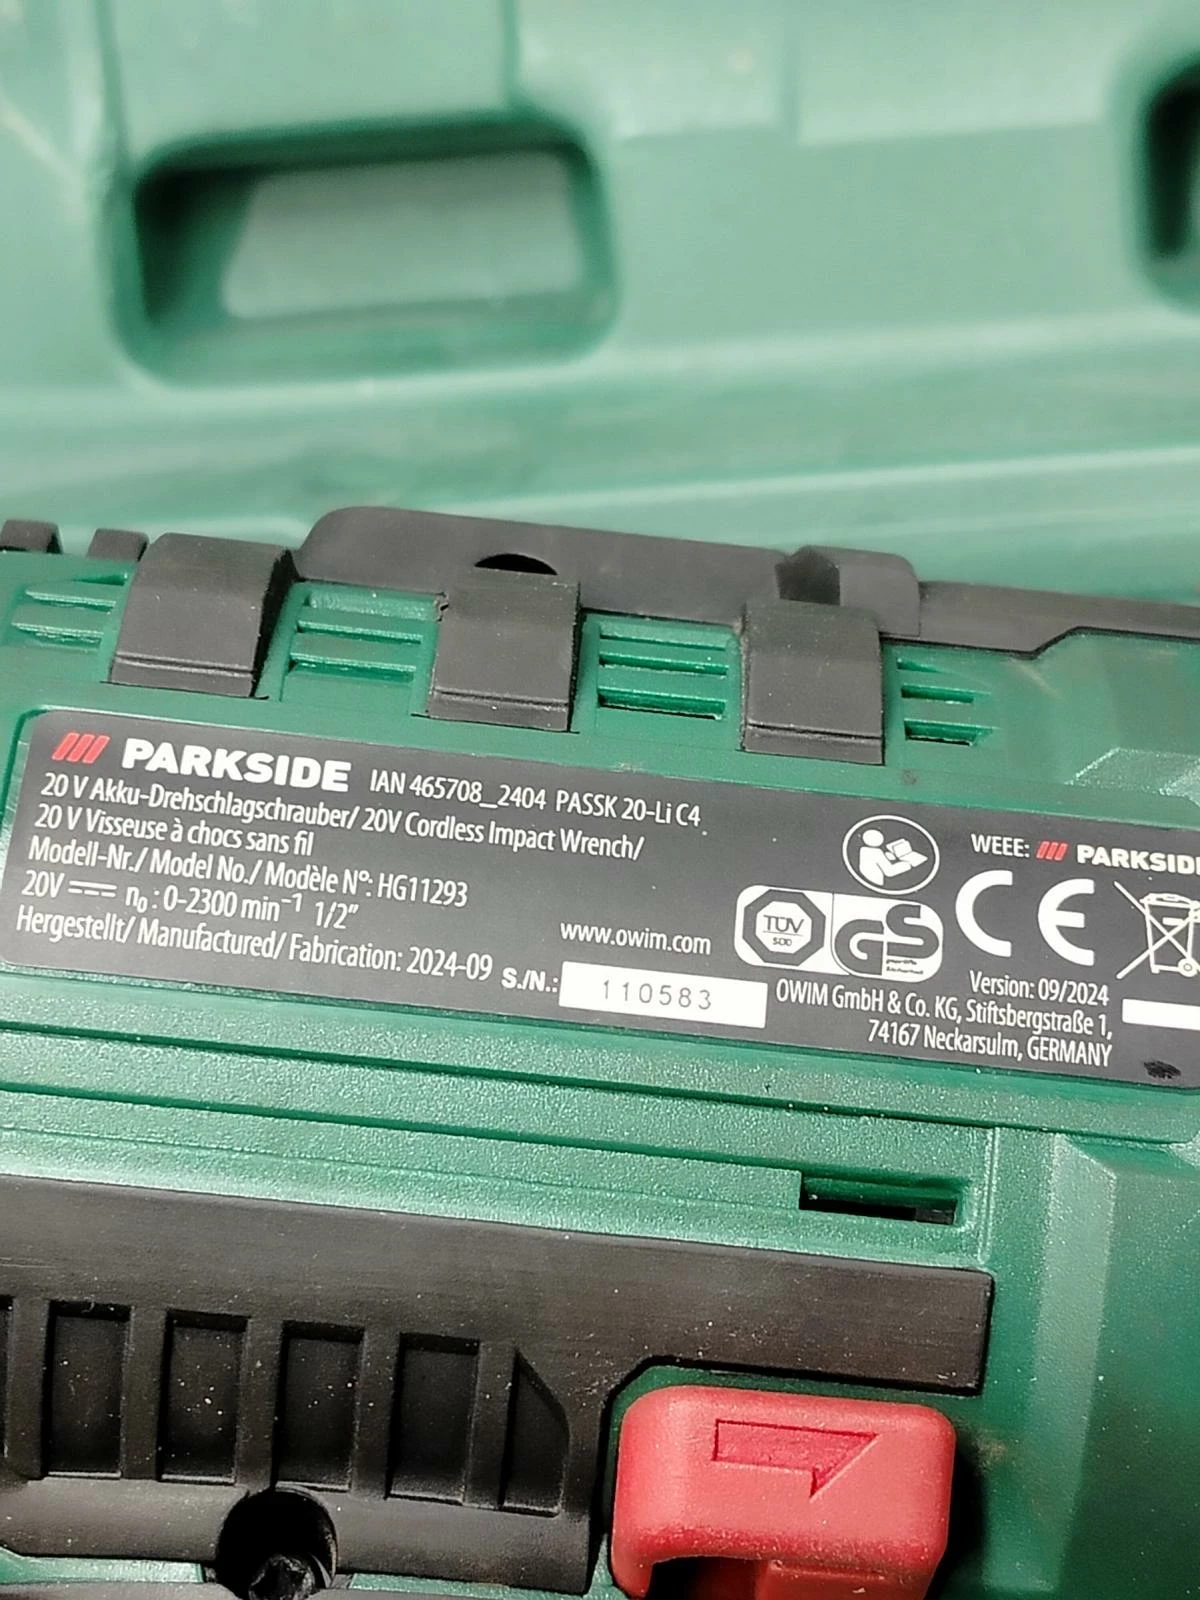 PARKSIDE IAN 465708_2404 PASSK 20-Li C4
20 V Akku-Drehschlagschrauber/ 20V Cordless Impact Wrench/
20 V Visseuse à chocs sans fil
Modell-Nr./ Model No./ Modèle N°: HG11293
20V ⎓ n₀ : 0-2300 min⁻¹ 1/2"
Hergestellt/ Manufactured/ Fabrication: 2024-09
www.owim.com
S./N.: 110583
TÜV
SÜD
GS
geprüfte
Sicherheit
WEEE: PARKSIDE
CE
Version: 09/2024
OWIM GmbH & Co. KG, Stiftsbergstraße 1,
74167 Neckarsulm, GERMANY